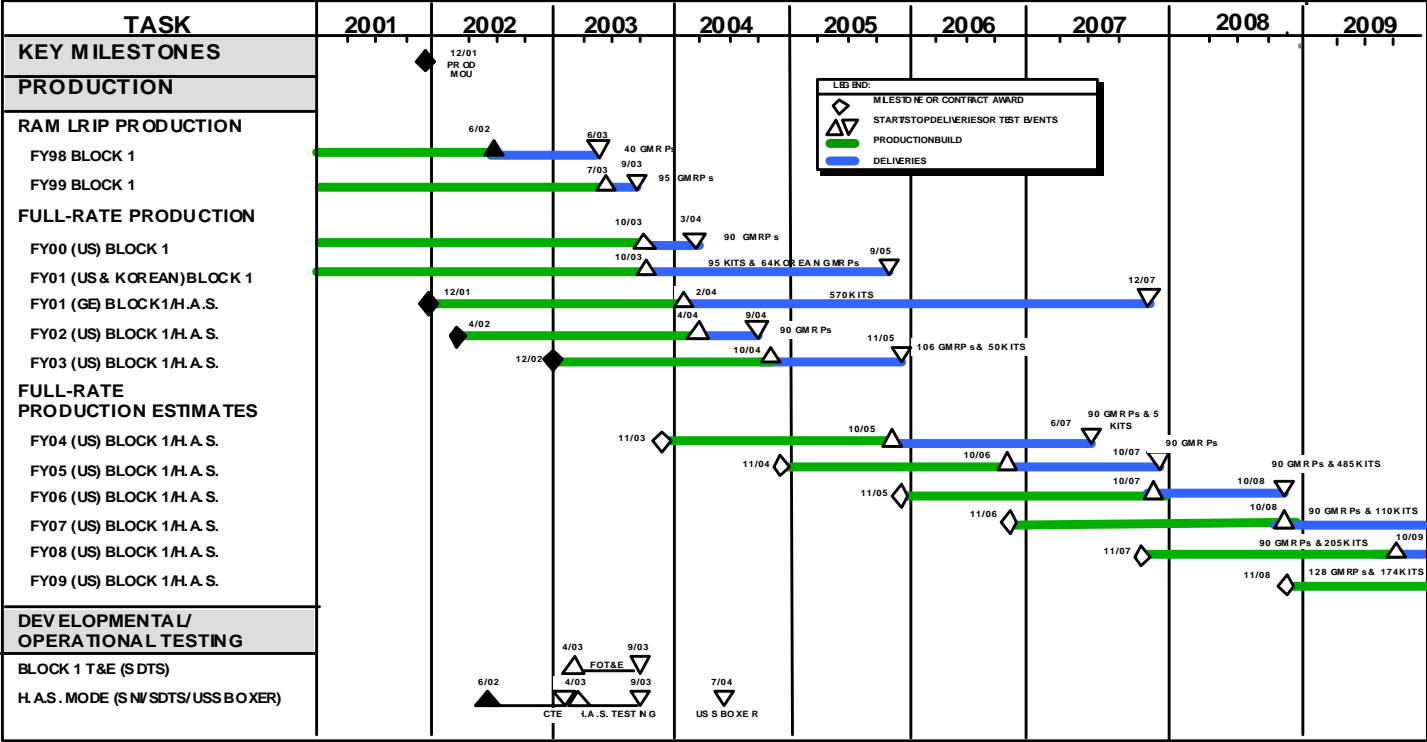 TASK 2001 2002 2003 2004 2005 2006 2007 2008 2009
KEY MILESTONES
12/01
PROD
MOU
PRODUCTION
LEGEND:
MILESTONE OR CONTRACT AWARD
START/STOP DELIVERIES OR TEST EVENTS
PRODUCTION BUILD
DELIVERIES
RAM LRIP PRODUCTION
6/02 6/03
FY98 BLOCK 1 40 GMRPs
7/03 9/03
FY99 BLOCK 1 95 GMRPs
FULL-RATE PRODUCTION
10/03 3/04
FY00 (US) BLOCK 1 90 GMRPs
10/03 9/05
FY01 (US & KOREAN) BLOCK 1 95 KITS & 64 KOREAN GMRPs
12/01 2/04 12/07
FY01 (GE) BLOCK 1/H.A.S. 570 KITS
4/02 4/04 9/04
FY02 (US) BLOCK 1/H.A.S. 90 GMRPs
12/02 10/04 11/05
FY03 (US) BLOCK 1/H.A.S. 106 GMRPs & 50 KITS
FULL-RATE
PRODUCTION ESTIMATES
11/03 10/05 6/07
FY04 (US) BLOCK 1/H.A.S. 90 GMRPs & 5
KITS
11/04 10/06 10/07
FY05 (US) BLOCK 1/H.A.S. 90 GMRPs
11/05 10/07 10/08
FY06 (US) BLOCK 1/H.A.S. 90 GMRPs & 485 KITS
11/06 10/08
FY07 (US) BLOCK 1/H.A.S. 90 GMRPs & 110 KITS
11/07 10/09
FY08 (US) BLOCK 1/H.A.S. 90 GMRPs & 205 KITS
11/08
FY09 (US) BLOCK 1/H.A.S. 128 GMRPs & 174 KITS
DEVELOPMENTAL/
OPERATIONAL TESTING
4/03 9/03
BLOCK 1 T&E (SDTS) FOT&E
6/02 4/03 9/03 7/04
H.A.S. MODE (SNI/SDTS/USS BOXER)
CTE H.A.S. TESTING USS BOXER